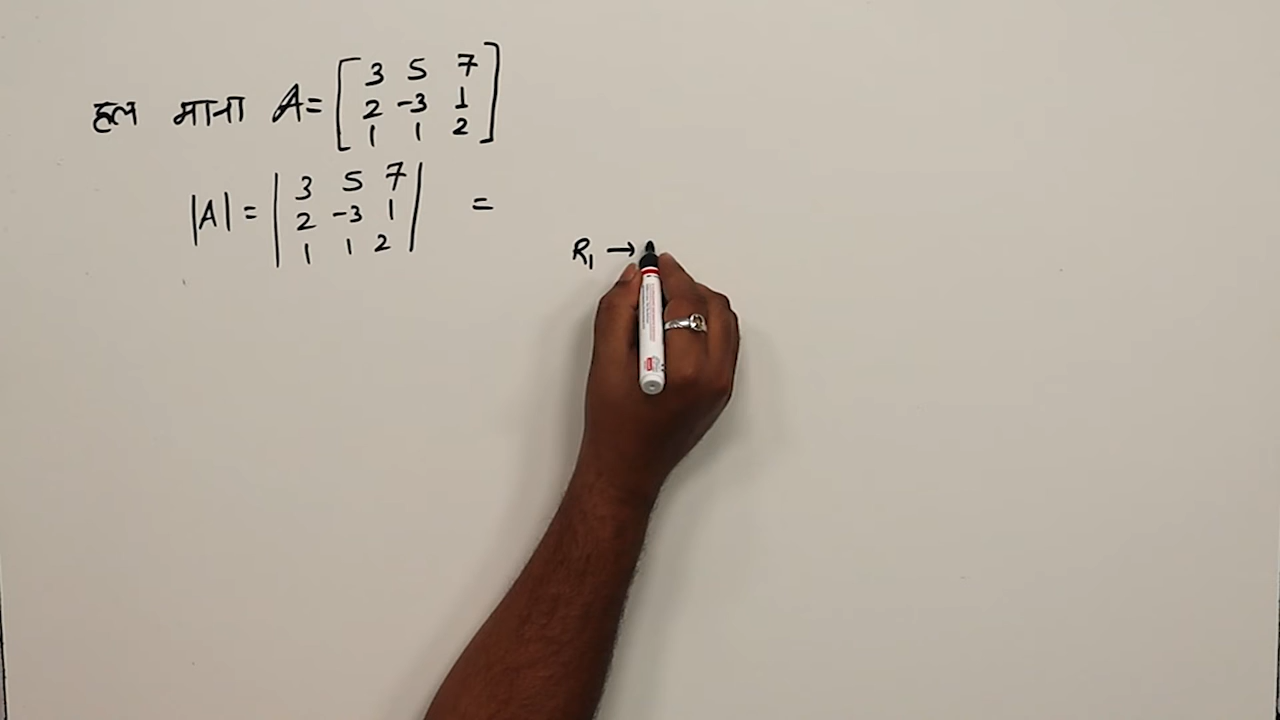 हल माना A= [ 3 5 7
2 -3 1
1 1 2 ]
|A| = | 3 5 7
2 -3 1
1 1 2 | =
R₁ →